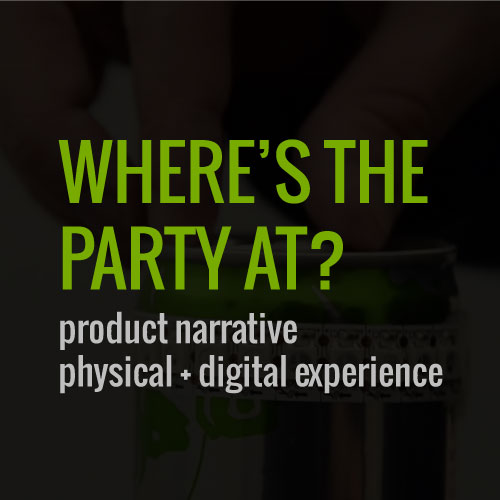 WHERE’S THE
PARTY AT?
product narrative
physical + digital experience